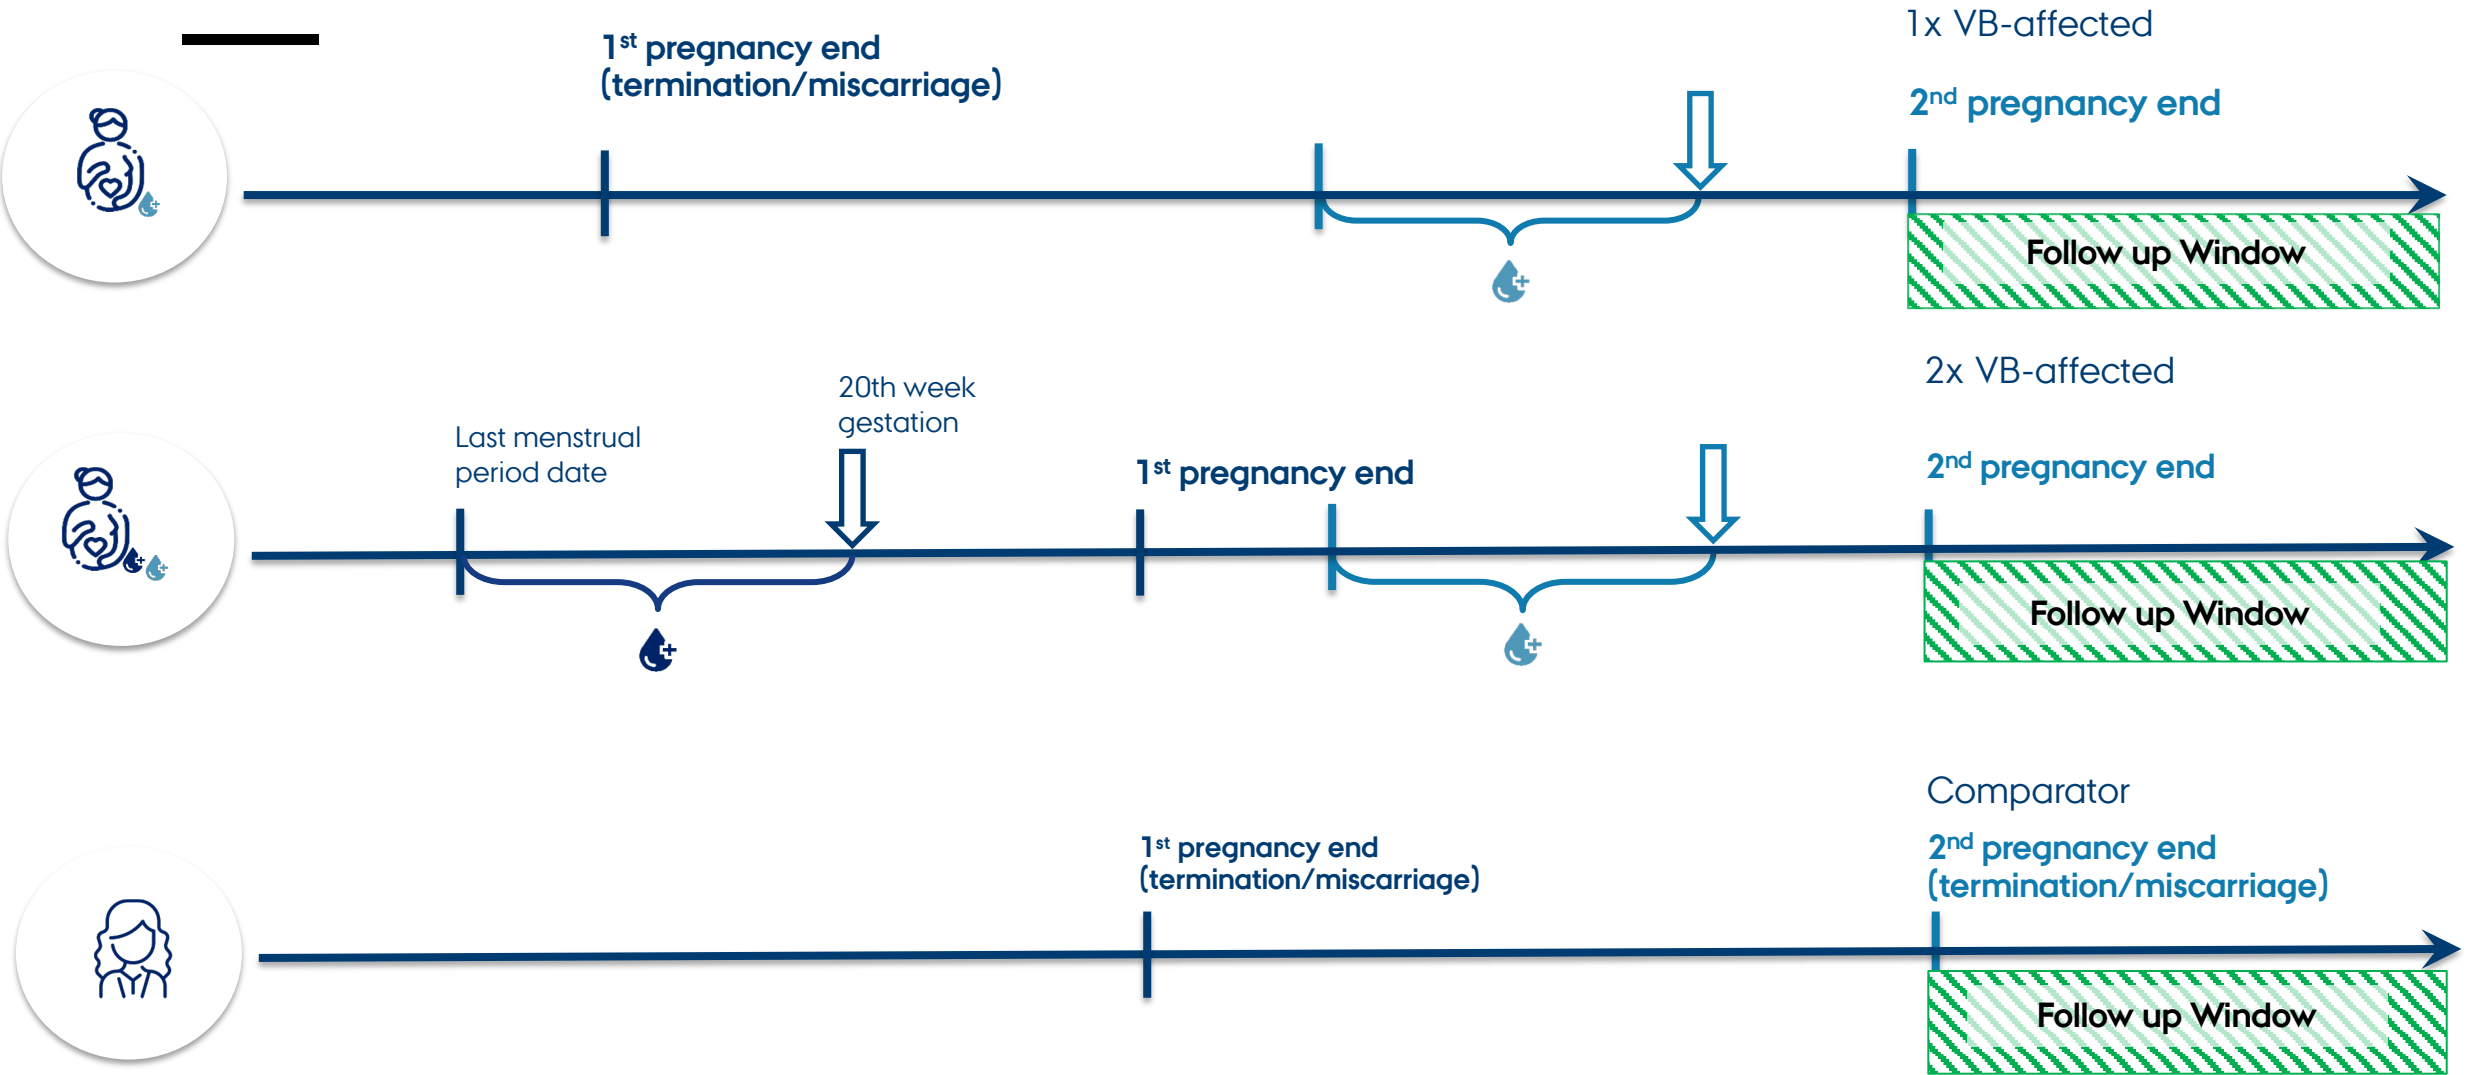 1x VB-affected
1st pregnancy end
(termination/miscarriage)
2nd pregnancy end
Follow up Window
2x VB-affected
20th week
gestation
Last menstrual
period date
1st pregnancy end
2nd pregnancy end
Follow up Window
Comparator
1st pregnancy end
(termination/miscarriage)
2nd pregnancy end
(termination/miscarriage)
Follow up Window